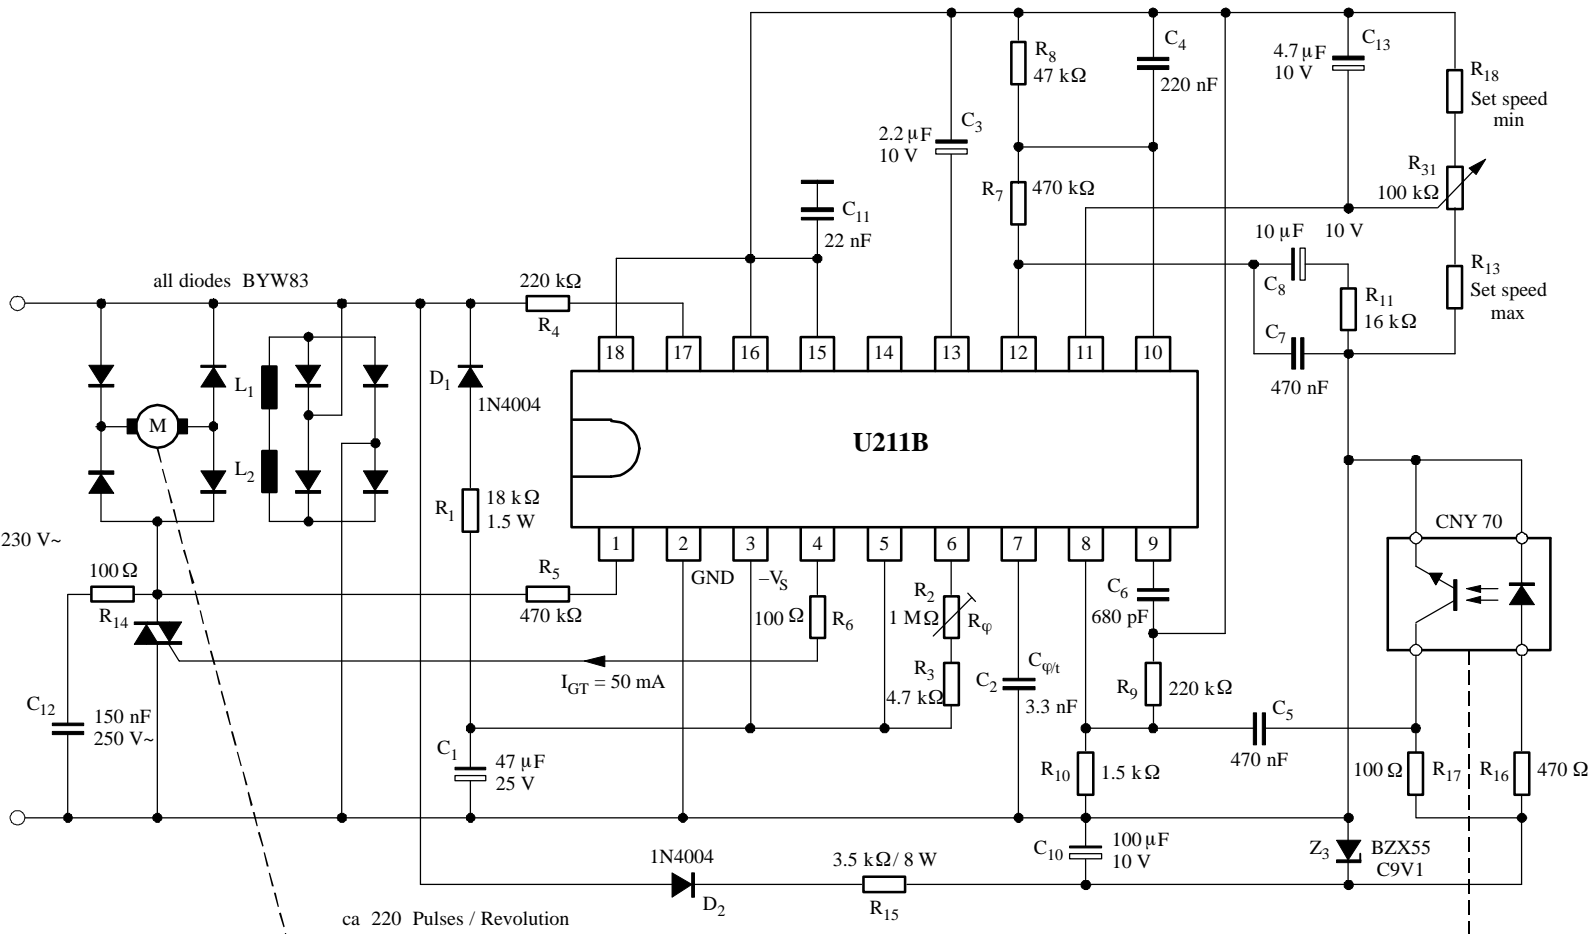 R8
47 kΩ
C4
220 nF
4.7 µF
10 V
C13
R18
Set speed
min
2.2 µF
10 V
C3
R7
470 kΩ
R31
100 kΩ
C11
22 nF
10 µF
10 V
C8
R13
Set speed
max
R11
16 kΩ
C7
470 nF
all diodes BYW83
220 kΩ
R4
18
17
16
15
14
13
12
11
10
D1
1N4004
L1
M
L2
U211B
R1
18 kΩ
1.5 W
CNY 70
230 V~
1
2
3
4
5
6
7
8
9
GND
–VS
100 Ω
R14
R5
470 kΩ
100 Ω
R6
R2
1 MΩ
Rφ
C6
680 pF
IGT = 50 mA
R3
4.7 kΩ
C2
Cφ/t
3.3 nF
R9
220 kΩ
C12
150 nF
250 V~
C1
47 µF
25 V
R10
1.5 kΩ
C5
470 nF
100 Ω
R17
R16
470 Ω
C10
100 µF
10 V
Z3
BZX55
C9V1
1N4004
D2
3.5 kΩ/ 8 W
R15
ca 220 Pulses / Revolution